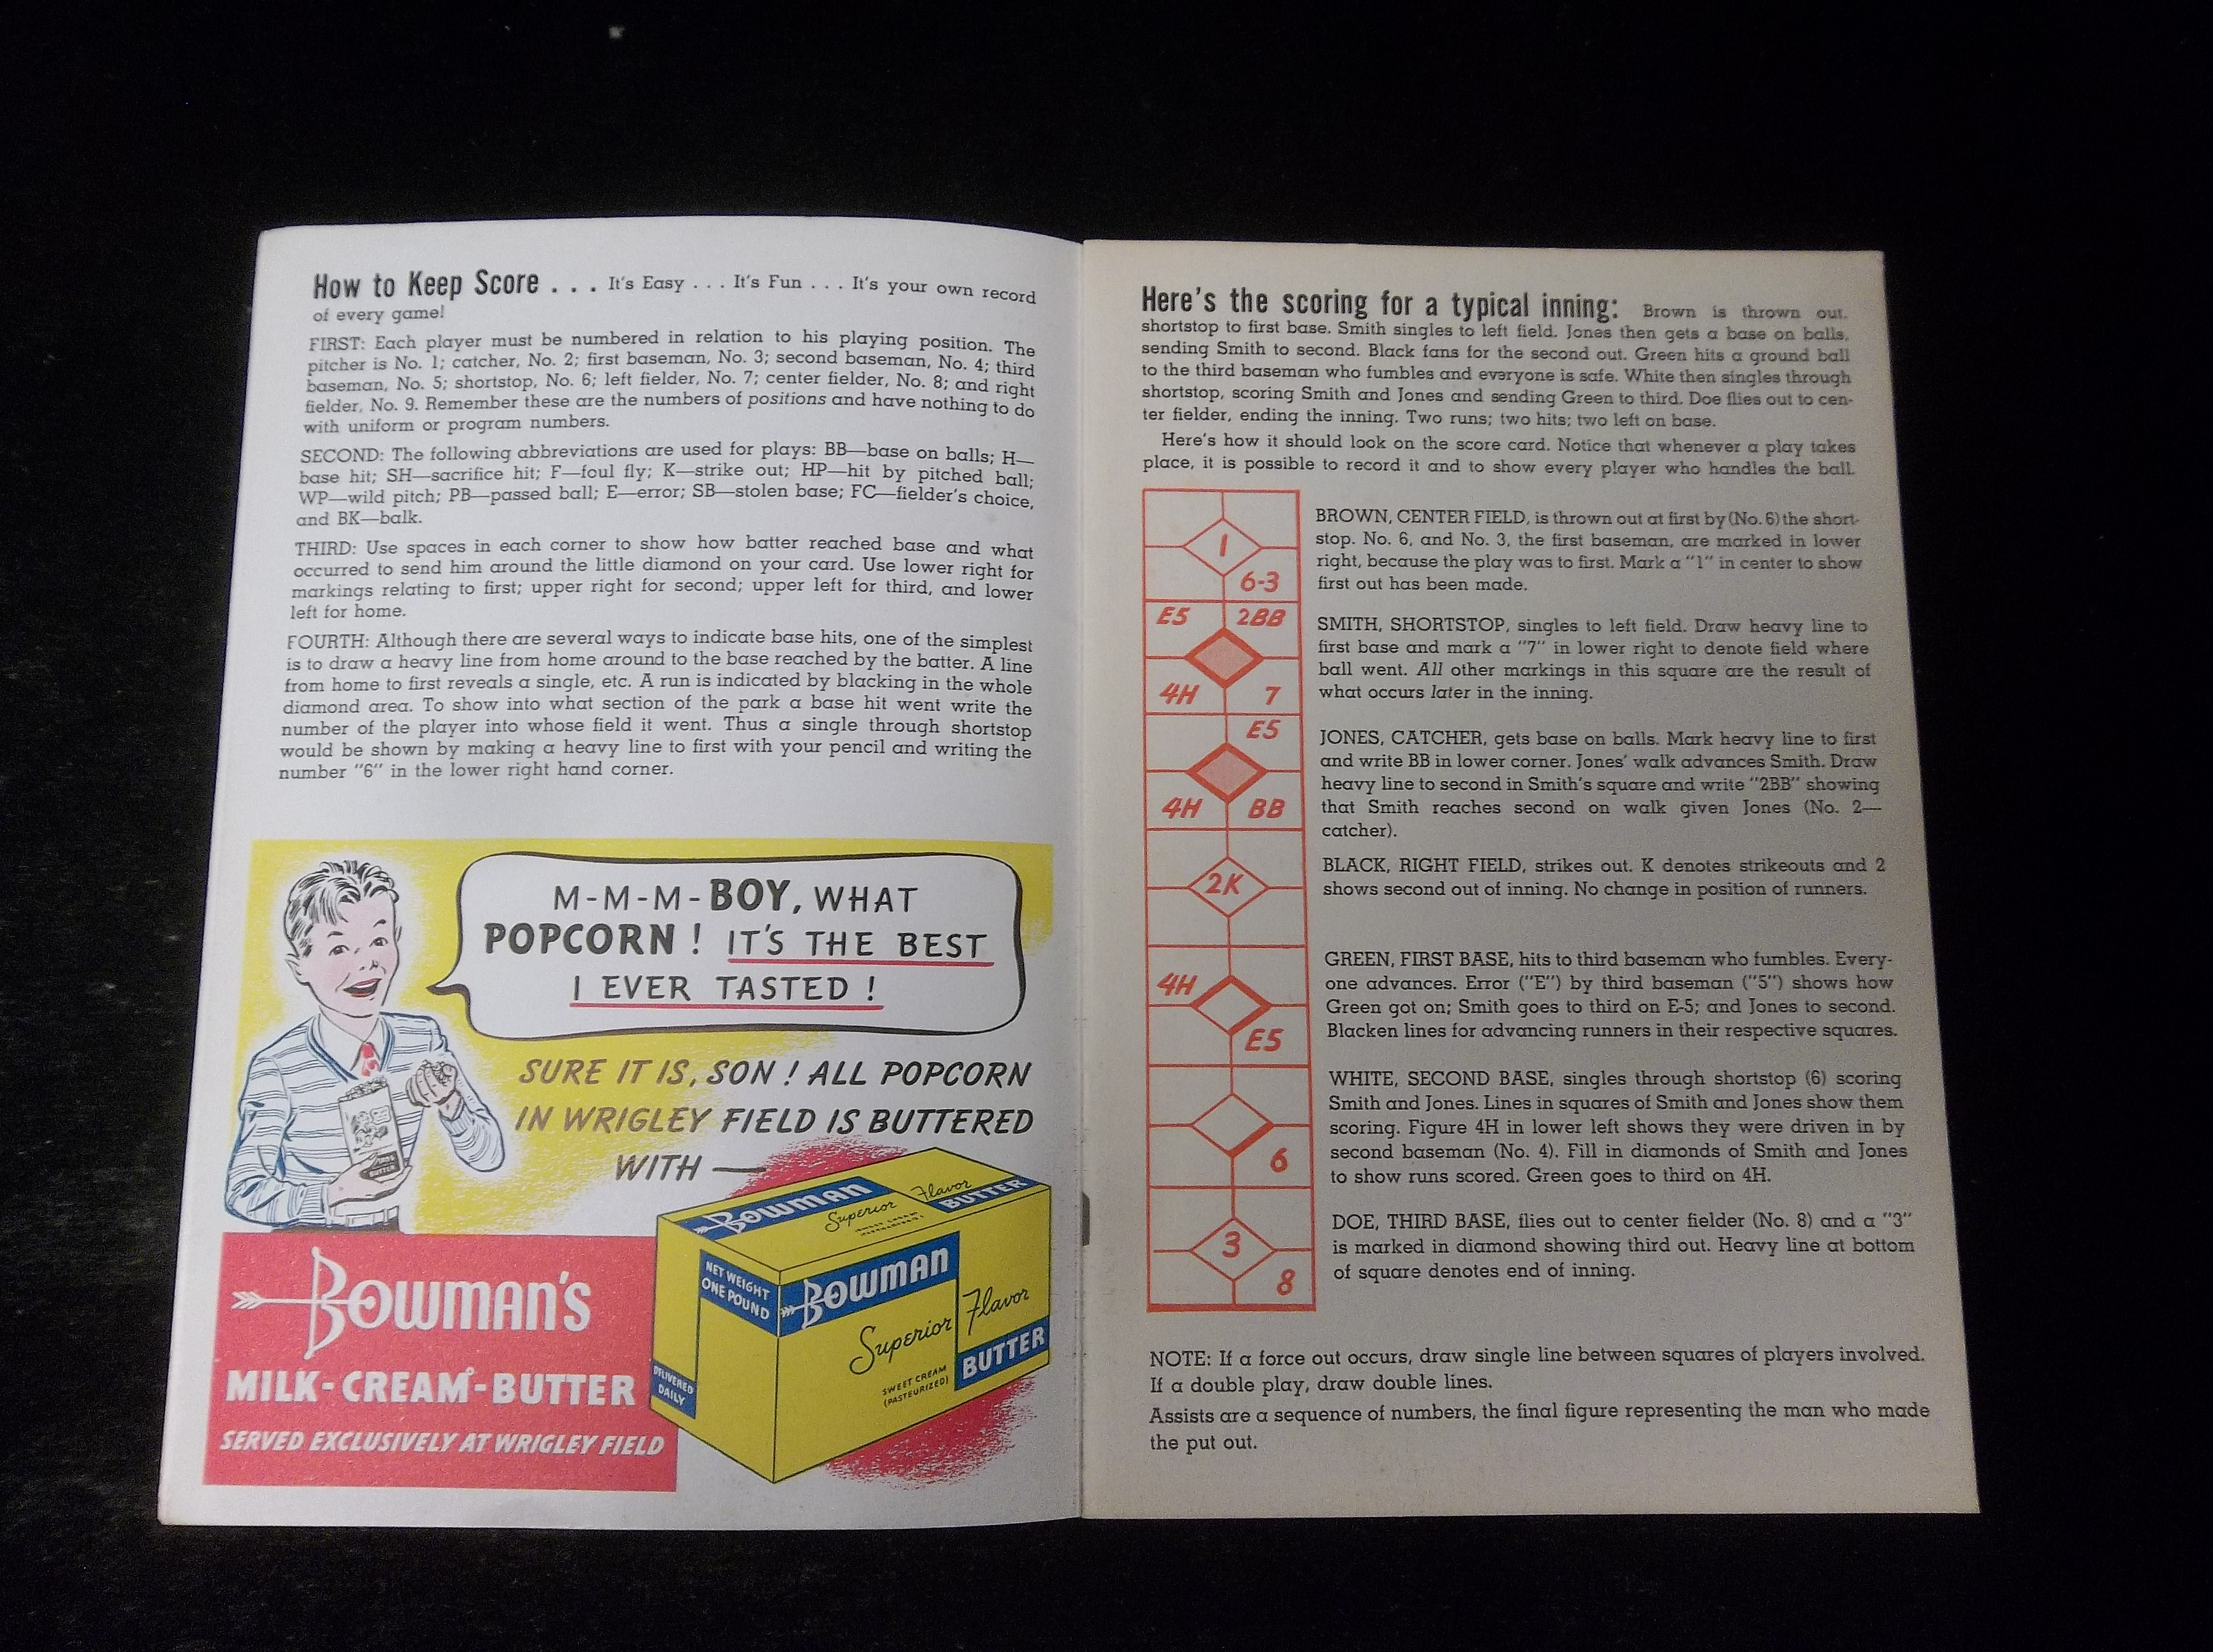 How to Keep Score . . . It's Easy . . . It's Fun . . . It's your own record
of every game!
FIRST: Each player must be numbered in relation to his playing position. The
pitcher is No. 1; catcher, No. 2; first baseman, No. 3; second baseman, No. 4; third
baseman, No. 5; shortstop, No. 6; left fielder, No. 7; center fielder, No. 8; and right
fielder, No. 9. Remember these are the numbers of positions and have nothing to do
with uniform or program numbers.
SECOND: The following abbreviations are used for plays: BB—base on balls; H—
base hit; SH—sacrifice hit; F—foul fly; K—strike out; HP—hit by pitched ball;
WP—wild pitch; PB—passed ball; E—error; SB—stolen base; FC—fielder's choice,
and BK—balk.
THIRD: Use spaces in each corner to show how batter reached base and what
occurred to send him around the little diamond on your card. Use lower right for
markings relating to first; upper right for second; upper left for third, and lower
left for home.
FOURTH: Although there are several ways to indicate base hits, one of the simplest
is to draw a heavy line from home around to the base reached by the batter. A line
from home to first reveals a single, etc. A run is indicated by blacking in the whole
diamond area. To show into what section of the park a base hit went write the
number of the player into whose field it went. Thus a single through shortstop
would be shown by making a heavy line to first with your pencil and writing the
number "6" in the lower right hand corner.
M-M-M-BOY, WHAT
POPCORN! IT'S THE BEST
I EVER TASTED!
SURE IT IS, SON! ALL POPCORN
IN WRIGLEY FIELD IS BUTTERED
WITH —
BOWMAN
Superior
Flavor
BUTTER
NET WEIGHT
ONE POUND
BOWMAN
Superior
Flavor
SWEET CREAM
(PASTEURIZED)
BUTTER
DELIVERED
DAILY
BOWMAN'S
MILK-CREAM-BUTTER
SERVED EXCLUSIVELY AT WRIGLEY FIELD
Here's the scoring for a typical inning: Brown is thrown out,
shortstop to first base. Smith singles to left field. Jones then gets a base on balls,
sending Smith to second. Black fans for the second out. Green hits a ground ball
to the third baseman who fumbles and everyone is safe. White then singles through
shortstop, scoring Smith and Jones and sending Green to third. Doe flies out to cen-
ter fielder, ending the inning. Two runs; two hits; two left on base.
Here's how it should look on the score card. Notice that whenever a play takes
place, it is possible to record it and to show every player who handles the ball.
1
6-3
BROWN, CENTER FIELD, is thrown out at first by (No. 6) the short-
stop. No. 6, and No. 3, the first baseman, are marked in lower
right, because the play was to first. Mark a "1" in center to show
first out has been made.
E5 2BB
4H 7
SMITH, SHORTSTOP, singles to left field. Draw heavy line to
first base and mark a "7" in lower right to denote field where
ball went. All other markings in this square are the result of
what occurs later in the inning.
E5
4H BB
JONES, CATCHER, gets base on balls. Mark heavy line to first
and write BB in lower corner. Jones' walk advances Smith. Draw
heavy line to second in Smith's square and write "2BB" showing
that Smith reaches second on walk given Jones (No. 2—
catcher).
2K
BLACK, RIGHT FIELD, strikes out. K denotes strikeouts and 2
shows second out of inning. No change in position of runners.
4H
E5
GREEN, FIRST BASE, hits to third baseman who fumbles. Every-
one advances. Error ("E") by third baseman ("5") shows how
Green got on; Smith goes to third on E-5; and Jones to second.
Blacken lines for advancing runners in their respective squares.
6
WHITE, SECOND BASE, singles through shortstop (6) scoring
Smith and Jones. Lines in squares of Smith and Jones show them
scoring. Figure 4H in lower left shows they were driven in by
second baseman (No. 4). Fill in diamonds of Smith and Jones
to show runs scored. Green goes to third on 4H.
3
8
DOE, THIRD BASE, flies out to center fielder (No. 8) and a "3"
is marked in diamond showing third out. Heavy line at bottom
of square denotes end of inning.
NOTE: If a force out occurs, draw single line between squares of players involved.
If a double play, draw double lines.
Assists are a sequence of numbers, the final figure representing the man who made
the put out.